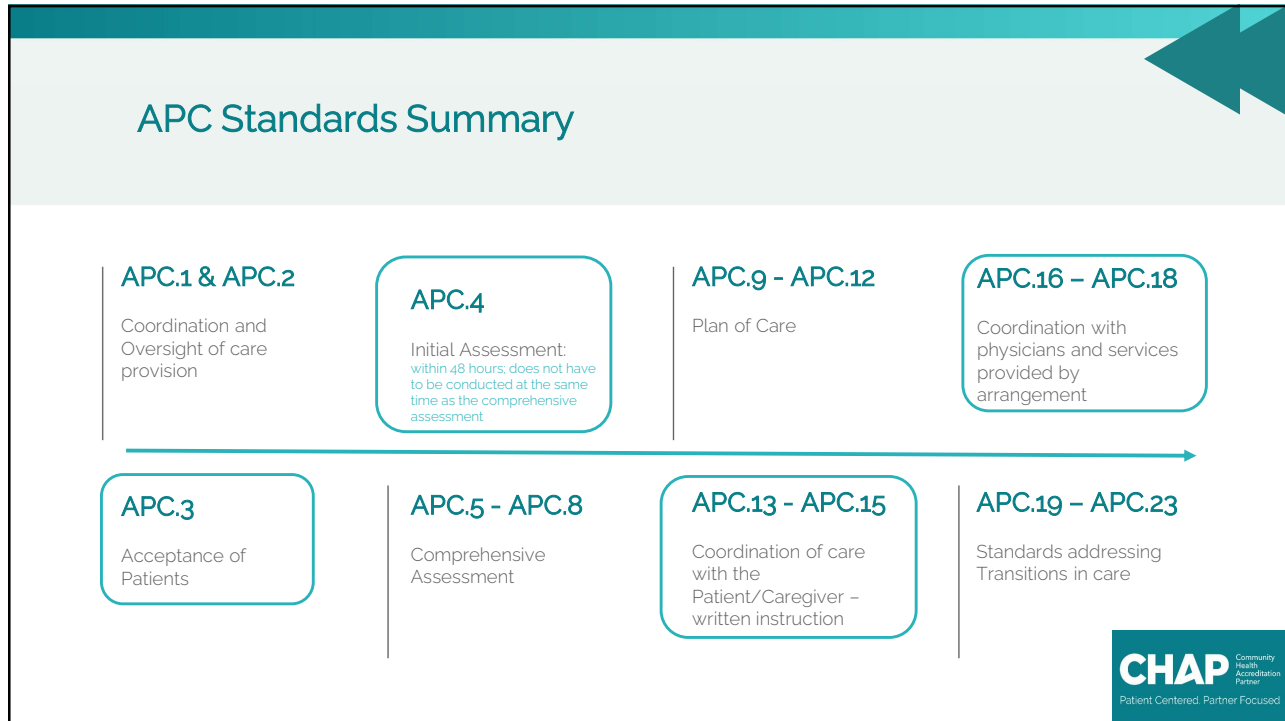 APC Standards Summary
APC.1 & APC.2
Coordination and
Oversight of care
provision
APC.3
Acceptance of
Patients
APC.4
Initial Assessment:
within 48 hours; does not have
to be conducted at the same
time as the comprehensive
assessment
APC.5 - APC.8
Comprehensive
Assessment
APC.9 - APC.12
Plan of Care
APC.13 - APC.15
Coordination of care
with the
Patient/Caregiver –
written instruction
APC.16 – APC.18
Coordination with
physicians and services
provided by
arrangement
APC.19 – APC.23
Standards addressing
Transitions in care
CHAP
Community
Health
Accreditation
Partner
Patient Centered. Partner Focused